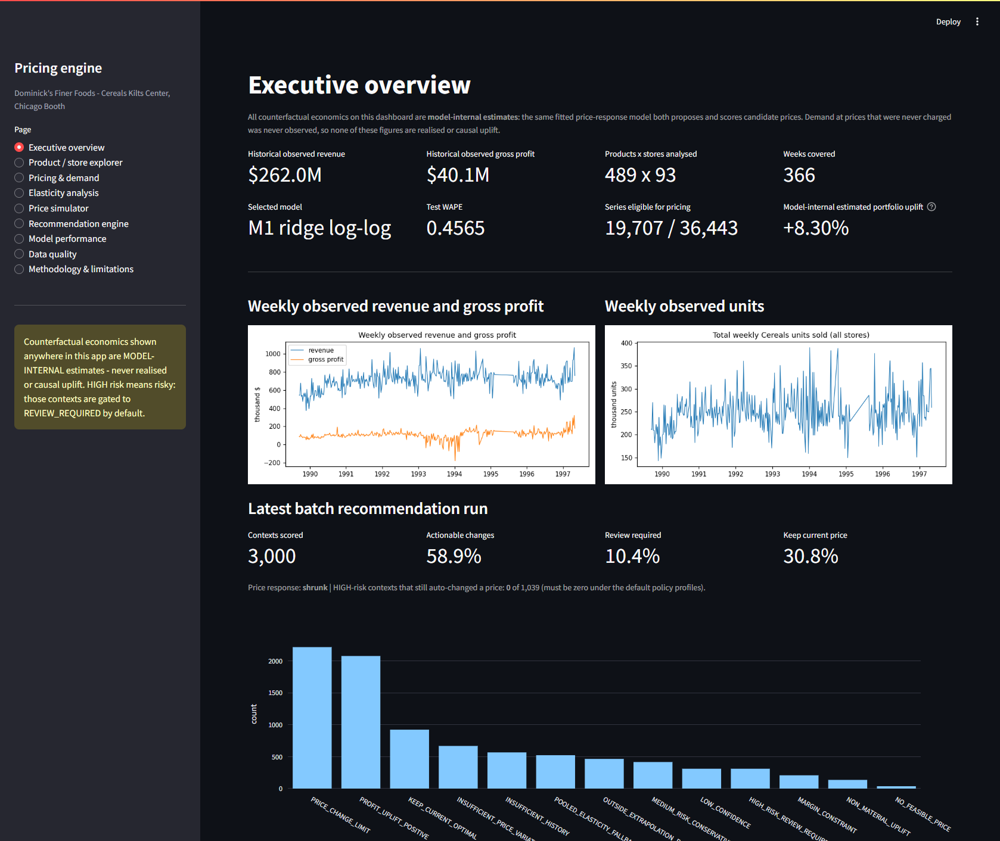 Deploy
Pricing engine
Dominick's Finer Foods - Cereals Kilts Center,
Chicago Booth
Page
Executive overview
Product / store explorer
Pricing & demand
Elasticity analysis
Price simulator
Recommendation engine
Model performance
Data quality
Methodology & limitations
Counterfactual economics shown
anywhere in this app are MODEL-
INTERNAL estimates - never realised
or causal uplift. HIGH risk means risky:
those contexts are gated to
REVIEW_REQUIRED by default.
Executive overview
All counterfactual economics on this dashboard are model-internal estimates: the same fitted price-response model both proposes and scores candidate prices. Demand at prices that were never charged
was never observed, so none of these figures are realised or causal uplift.
Historical observed revenue
$262.0M
Historical observed gross profit
$40.1M
Products x stores analysed
489 x 93
Weeks covered
366
Selected model
M1 ridge log-log
Test WAPE
0.4565
Series eligible for pricing
19,707 / 36,443
Model-internal estimated portfolio uplift
+8.30%
Weekly observed revenue and gross profit
Weekly observed revenue and gross profit
revenue
gross profit
thousand $
1000
800
600
400
200
0
−200
1990 1991 1992 1993 1994 1995 1996 1997
Weekly observed units
Total weekly Cereals units sold (all stores)
thousand units
400
350
300
250
200
150
1990 1991 1992 1993 1994 1995 1996 1997
Latest batch recommendation run
Contexts scored
3,000
Actionable changes
58.9%
Review required
10.4%
Keep current price
30.8%
Price response: shrunk | HIGH-risk contexts that still auto-changed a price: 0 of 1,039 (must be zero under the default policy profiles).
count
2000
1500
1000
500
0
PRICE_CHANGE_LIMIT
PROFIT_UPLIFT_POSITIVE
KEEP_CURRENT_OPTIMAL
INSUFFICIENT_PRICE_VARIAT
INSUFFICIENT_HISTORY
POOLED_ELASTICITY_FALLBA
OUTSIDE_EXTRAPOLATION_
MEDIUM_RISK_CONSERVATIV
LOW_CONFIDENCE
HIGH_RISK_REVIEW_REQUIR
MARGIN_CONSTRAINT
NON_MATERIAL_UPLIFT
NO_FEASIBLE_PRICE